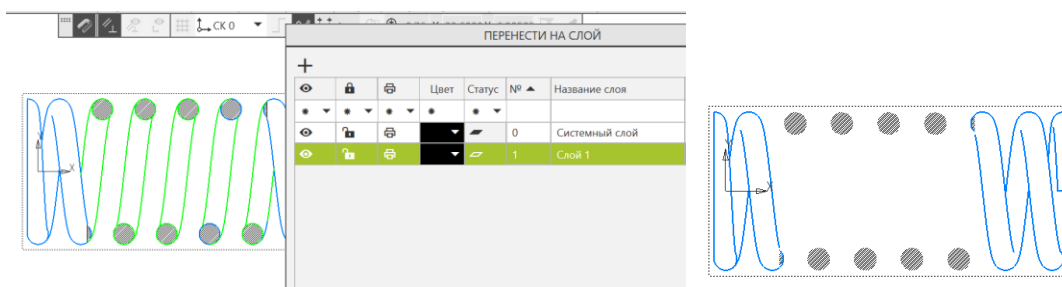 СК 0
ПЕРЕНЕСТИ НА СЛОЙ
Цвет Статус № Название слоя
0 Системный слой
1 Слой 1
X
X